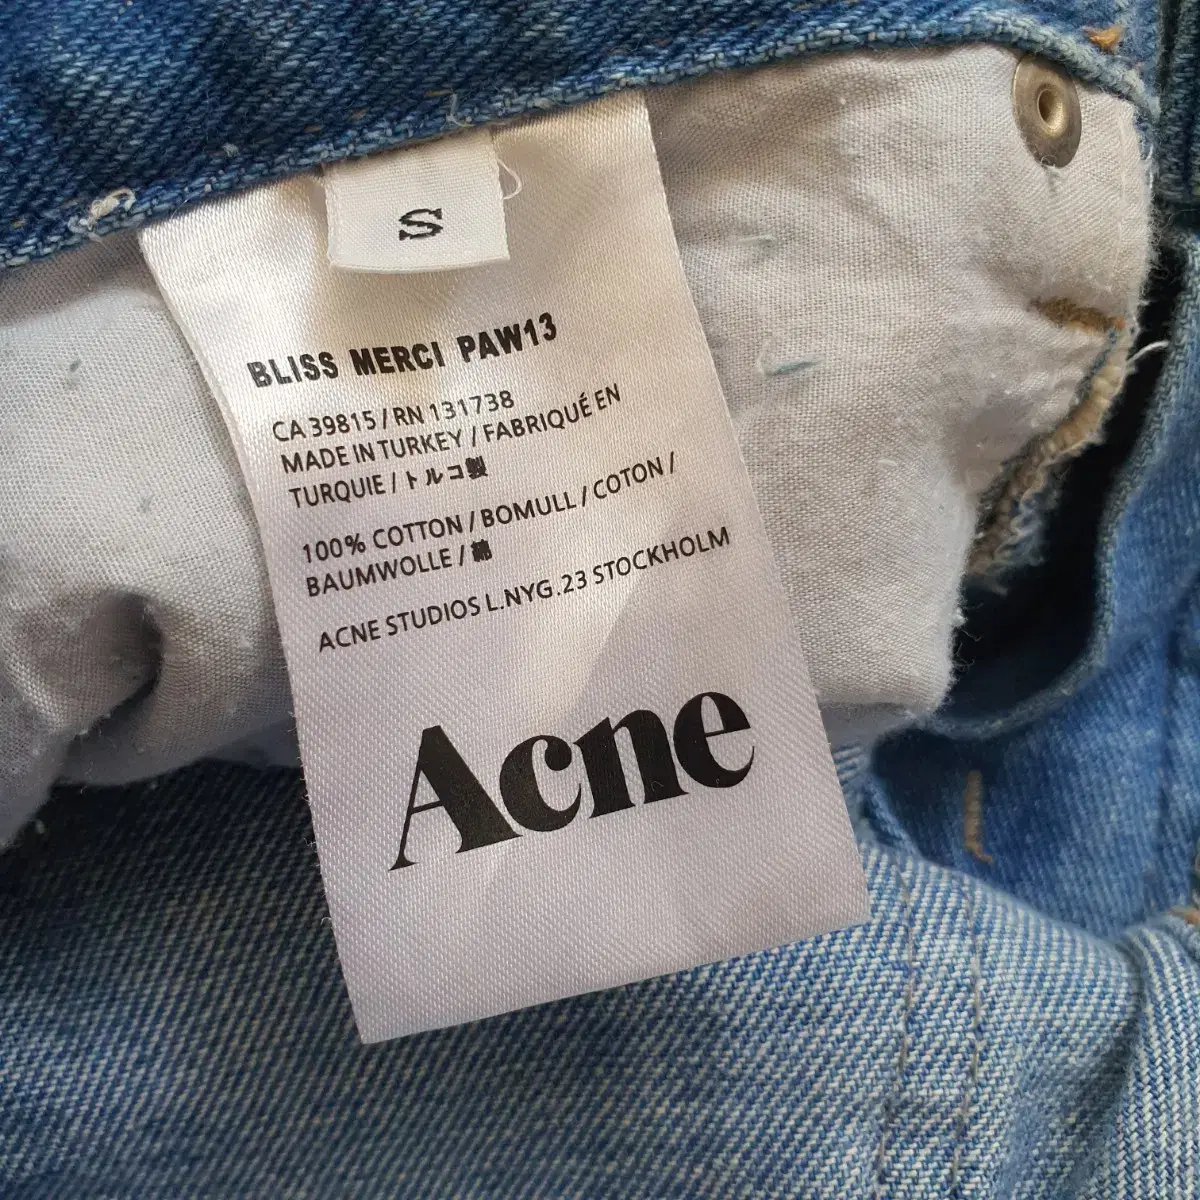 S
BLISS MERCI PAW13
CA 39815 / RN 131738
MADE IN TURKEY / FABRIQUÉ EN
TURQUIE / トルコ製
100% COTTON / BOMULL / COTON /
BAUMWOLLE / 綿
ACNE STUDIOS L.NYG.23 STOCKHOLM
Acne